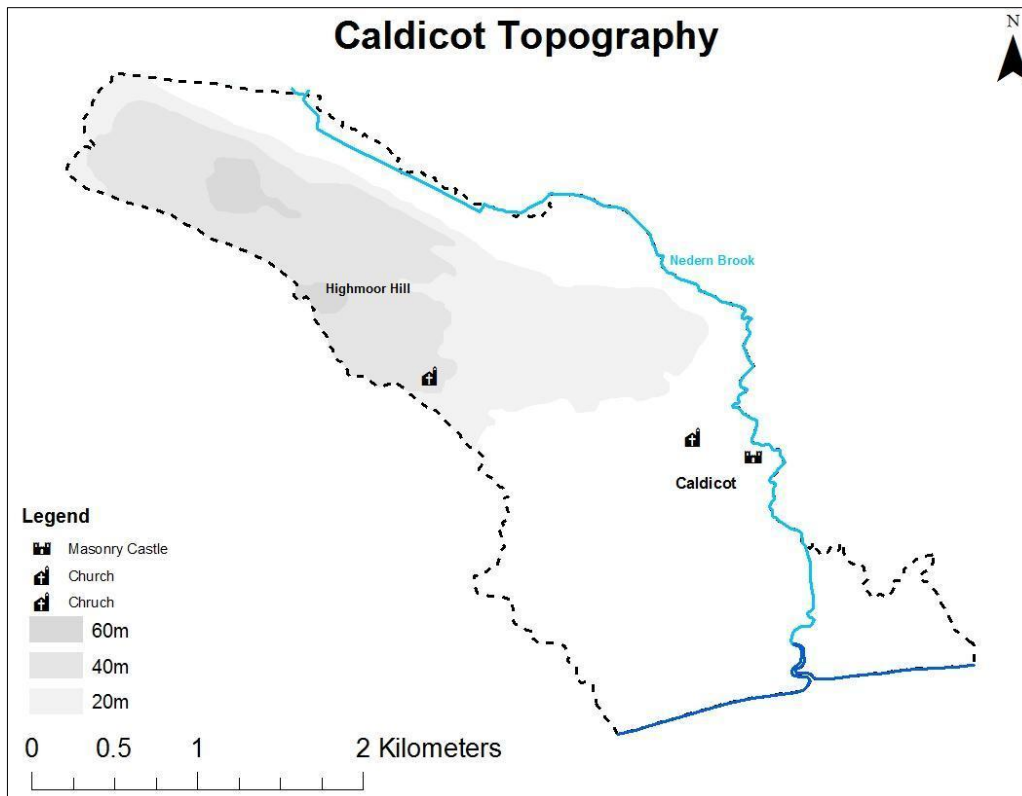 Caldicot Topography
N
Nedern Brook
Highmoor Hill
Caldicot
Legend
Masonry Castle
Church
Chruch
60m
40m
20m
0 0.5 1 2 Kilometers